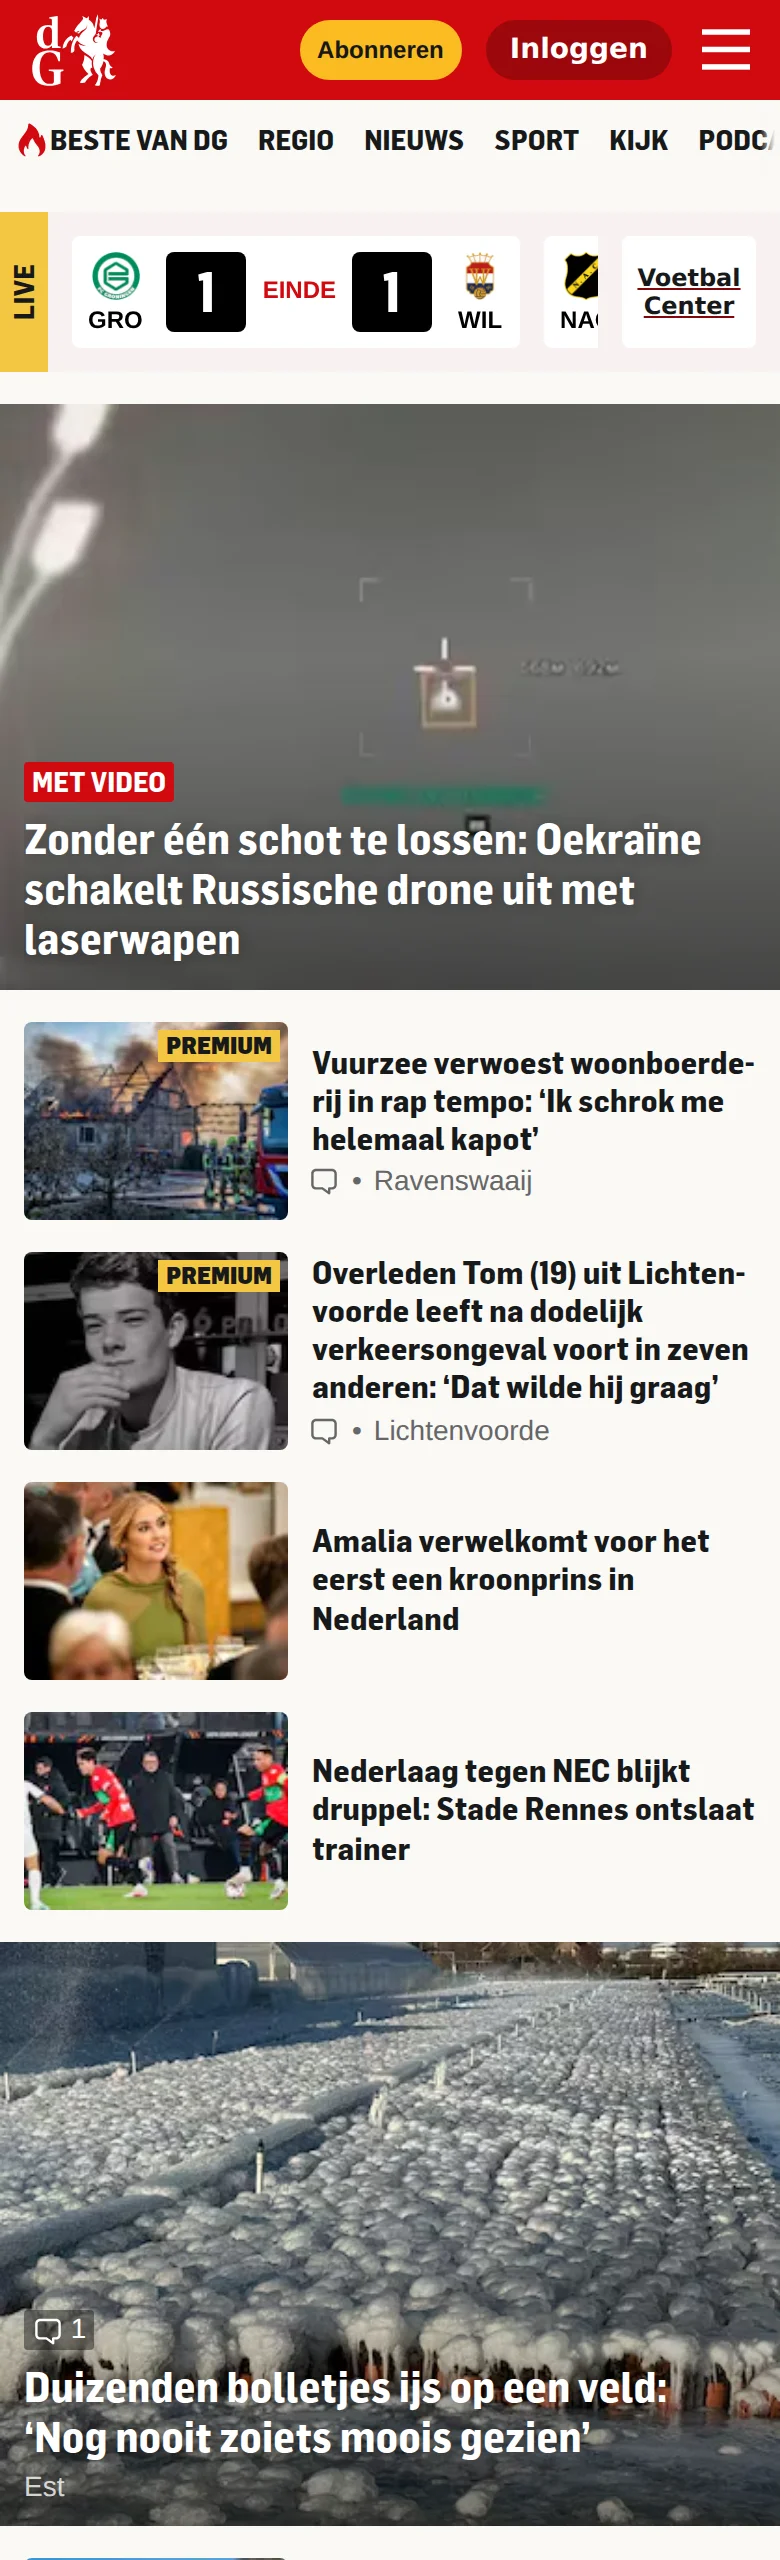 dG
Abonneren
Inloggen
BESTE VAN DG
REGIO
NIEUWS
SPORT
KIJK
PODCA
LIVE
GRO
1
EINDE
1
WIL
NAC
Voetbal
Center
MET VIDEO
Zonder één schot te lossen: Oekraïne
schakelt Russische drone uit met
laserwapen
PREMIUM
Vuurzee verwoest woonboerde-
rij in rap tempo: ‘Ik schrok me
helemaal kapot’
• Ravenswaaij
PREMIUM
Overleden Tom (19) uit Lichten-
voorde leeft na dodelijk
verkeersongeval voort in zeven
anderen: ‘Dat wilde hij graag’
• Lichtenvoorde
Amalia verwelkomt voor het
eerst een kroonprins in
Nederland
Nederlaag tegen NEC blijkt
druppel: Stade Rennes ontslaat
trainer
1
Duizenden bolletjes ijs op een veld:
‘Nog nooit zoiets moois gezien’
Est